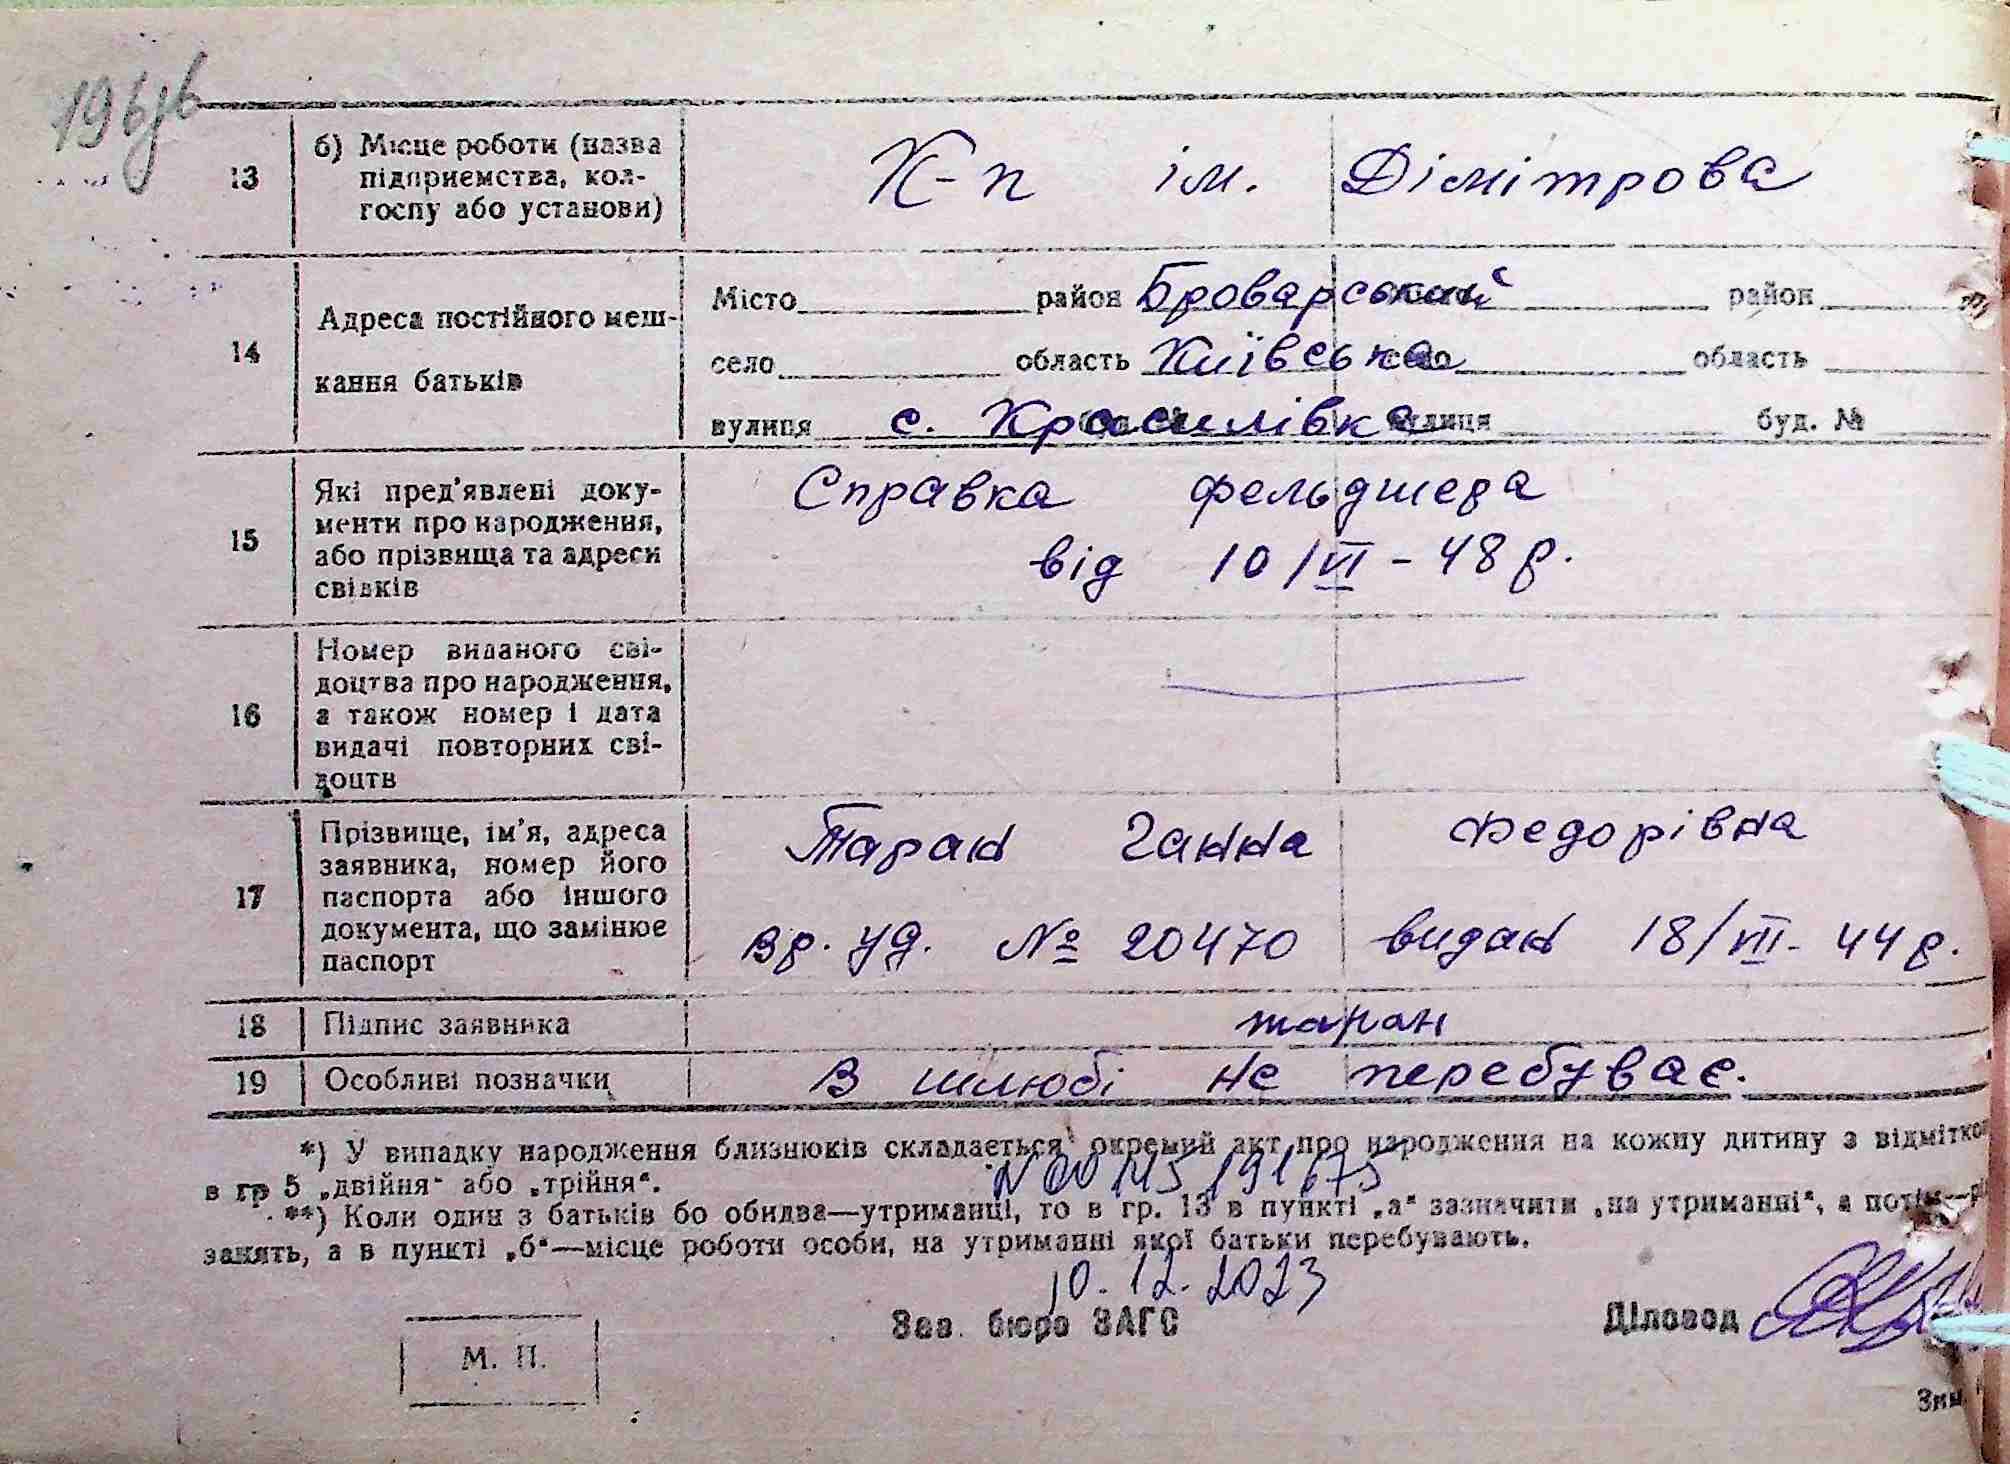 196зв
13 б) Місце роботи (назва підприємства, колгоспу або установи) К-п ім. Дімітрова
14 Адреса постійного мешкання батьків
Місто район Броварський район
село область Київська область
вулиця с. Красилівка вулиця буд. №
15 Які пред'явлені документи про народження, або прізвища та адреси свідків
Справка фельдшера
від 10/VI - 48 р.
16 Номер виданого свідоцтва про народження, а також номер і дата видачі повторних свідоцтв
17 Прізвище, ім'я, адреса заявника, номер його паспорта або іншого документа, що замінює паспорт
Таран Ганна Федорівна
вр. уд. № 20470 видан 18/VII - 44 р.
18 Підпис заявника таран
19 Особливі позначки В шлюбі не перебуває.
*) У випадку народження близнюків складається окремий акт про народження на кожну дитину з відміткою
в гр 5 „двійня" або „трійня".
**) Коли один з батьків бо обидва—утриманці, то в гр. 13 в пункті „а" зазначити „на утриманні", а потім—рід
занять, а в пункті „б"—місце роботи особи, на утриманні якої батьки перебувають.
10.12.2023
Зав. бюро ЗАГС Діловод
М. П.